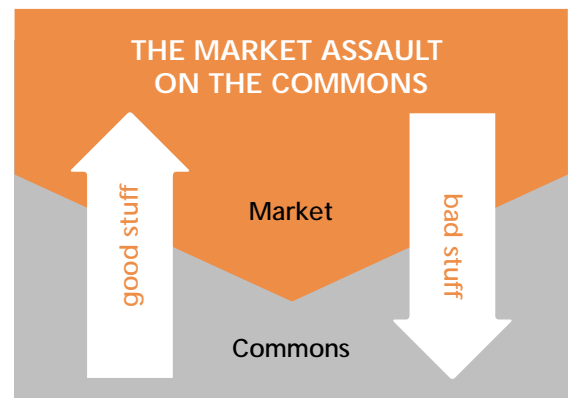 THE MARKET ASSAULT
ON THE COMMONS
good stuff
Market
bad stuff
Commons